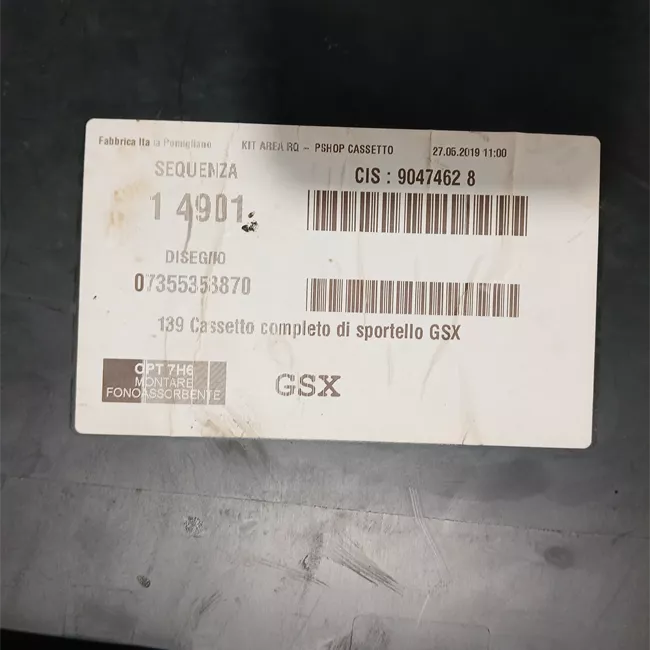 Fabbrica Ita ia Pomigliano KIT AREA RQ – PSHOP CASSETTO 27.05.2019 11:00
SEQUENZA CIS : 9047462 8
1 4901
DISEGNO
07355353870
139 Cassetto completo di sportello GSX
OPT 7H6
MONTARE
FONOASSORBENTE
GSX